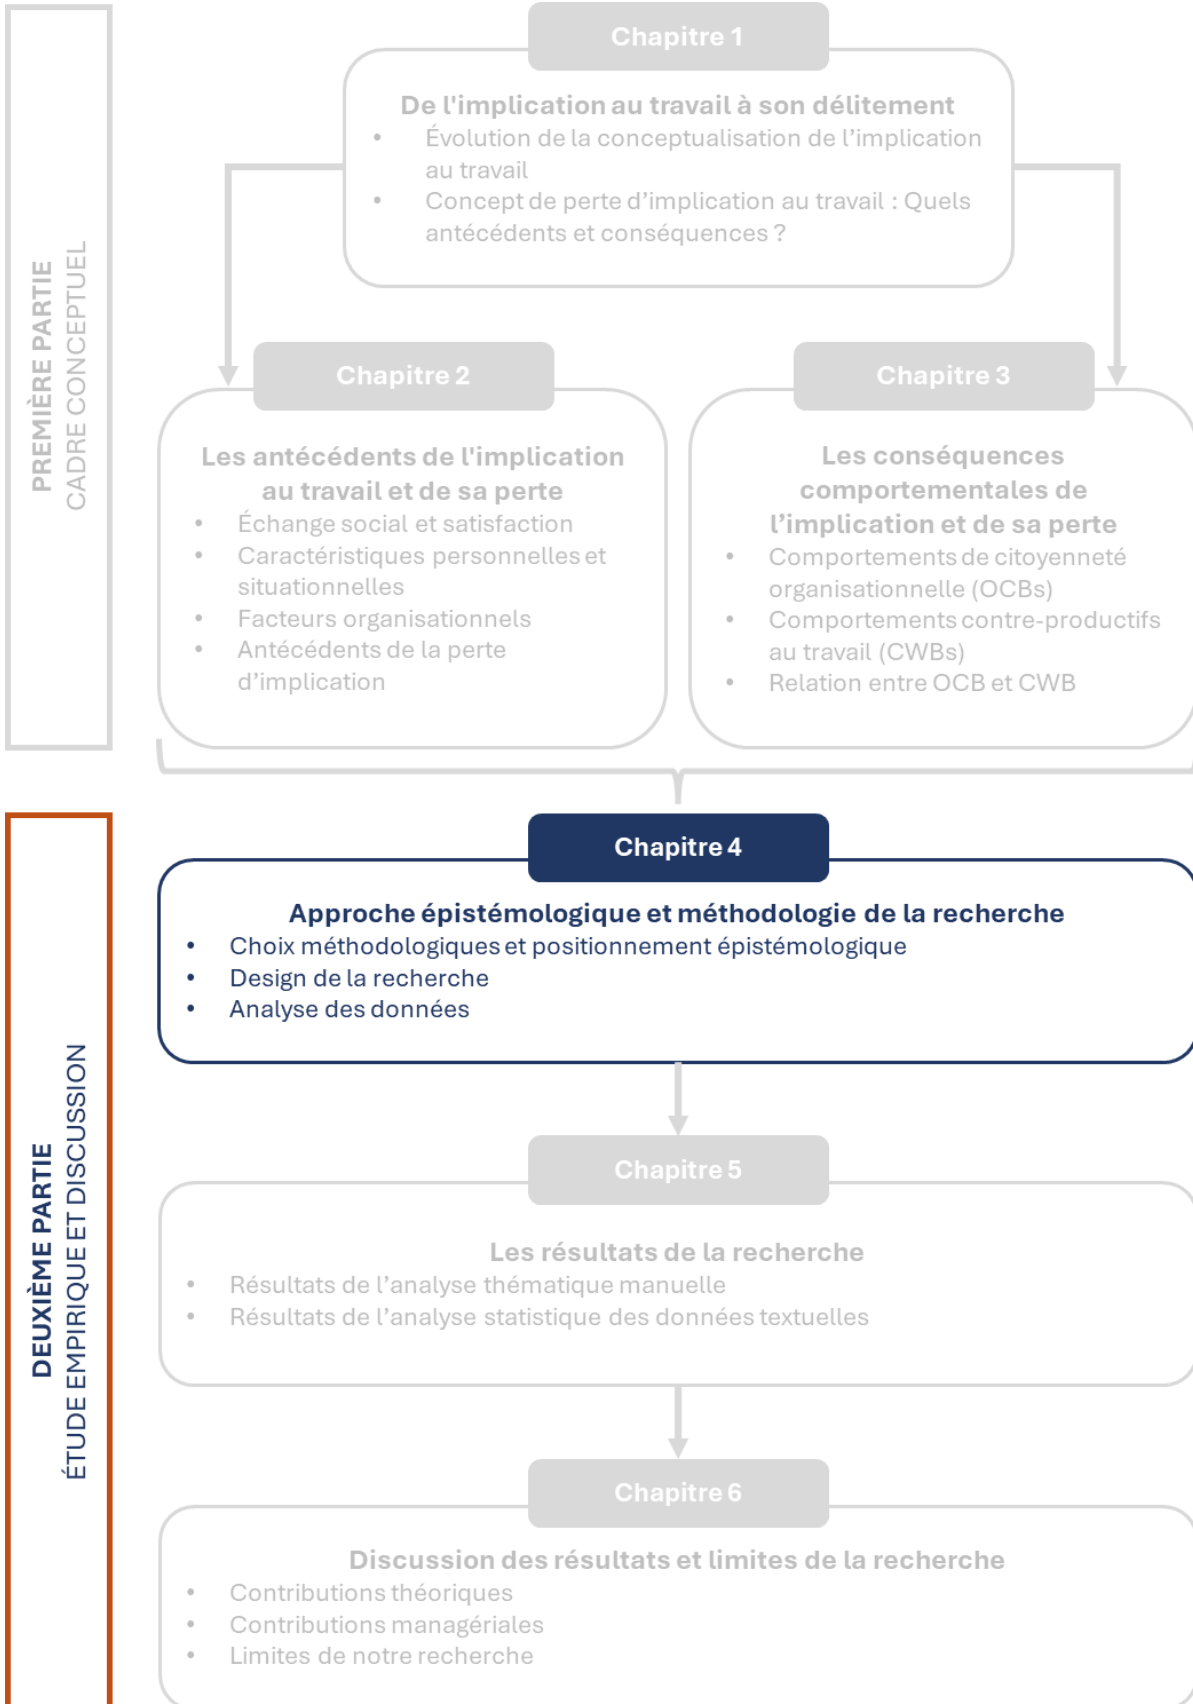 PREMIÈRE PARTIE
CADRE CONCEPTUEL
Chapitre 1
De l'implication au travail à son délitement
• Évolution de la conceptualisation de l’implication
au travail
• Concept de perte d’implication au travail : Quels
antécédents et conséquences ?
Chapitre 2
Les antécédents de l'implication
au travail et de sa perte
• Échange social et satisfaction
• Caractéristiques personnelles et
situationnelles
• Facteurs organisationnels
• Antécédents de la perte
d’implication
Chapitre 3
Les conséquences
comportementales de
l’implication et de sa perte
• Comportements de citoyenneté
organisationnelle (OCBs)
• Comportements contre-productifs
au travail (CWBs)
• Relation entre OCB et CWB
DEUXIÈME PARTIE
ÉTUDE EMPIRIQUE ET DISCUSSION
Chapitre 4
Approche épistémologique et méthodologie de la recherche
• Choix méthodologiques et positionnement épistémologique
• Design de la recherche
• Analyse des données
Chapitre 5
Les résultats de la recherche
• Résultats de l’analyse thématique manuelle
• Résultats de l’analyse statistique des données textuelles
Chapitre 6
Discussion des résultats et limites de la recherche
• Contributions théoriques
• Contributions managériales
• Limites de notre recherche